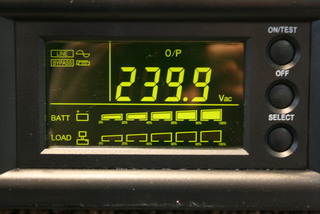 ON/TEST
LINE
O/P
BYPASS
239.9 Vac
OFF
BATT
SELECT
LOAD